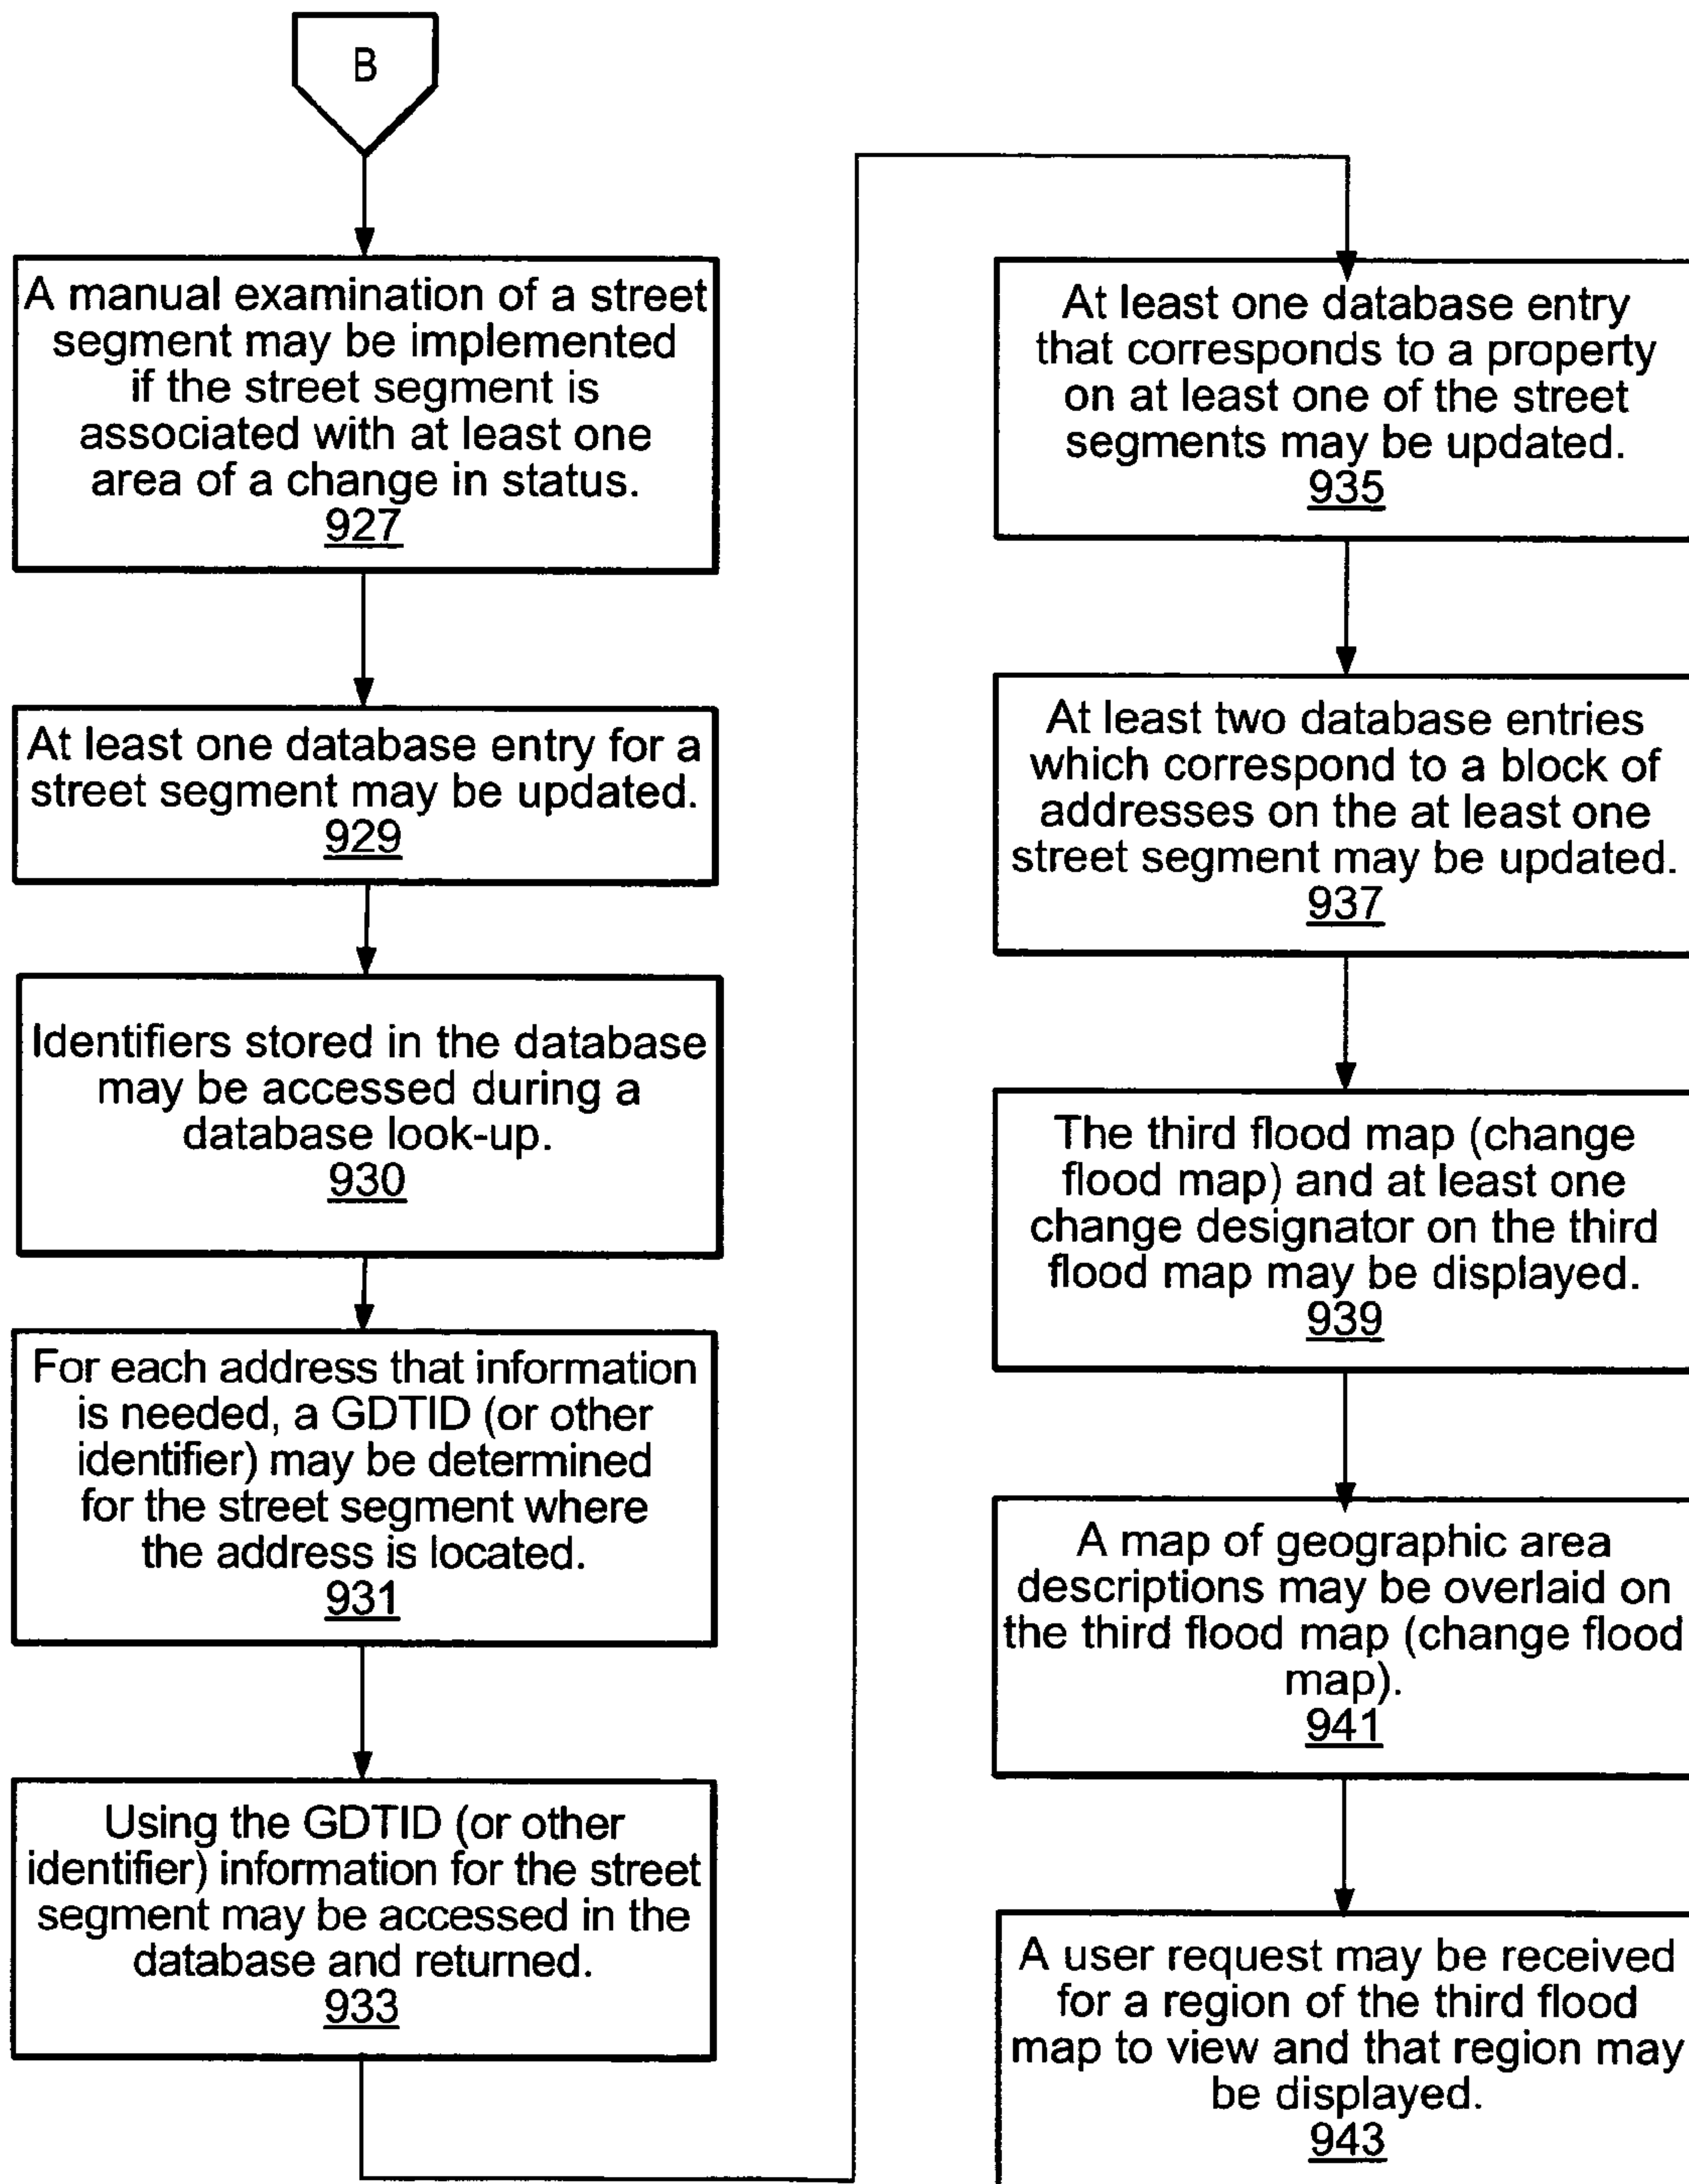 B
A manual examination of a street
segment may be implemented
if the street segment is
associated with at least one
area of a change in status.
927
At least one database entry for a
street segment may be updated.
929
Identifiers stored in the database
may be accessed during a
database look-up.
930
For each address that information
is needed, a GDTID (or other
identifier) may be determined
for the street segment where
the address is located.
931
Using the GDTID (or other
identifier) information for the street
segment may be accessed in the
database and returned.
933
At least one database entry
that corresponds to a property
on at least one of the street
segments may be updated.
935
At least two database entries
which correspond to a block of
addresses on the at least one
street segment may be updated.
937
The third flood map (change
flood map) and at least one
change designator on the third
flood map may be displayed.
939
A map of geographic area
descriptions may be overlaid on
the third flood map (change flood
map).
941
A user request may be received
for a region of the third flood
map to view and that region may
be displayed.
943